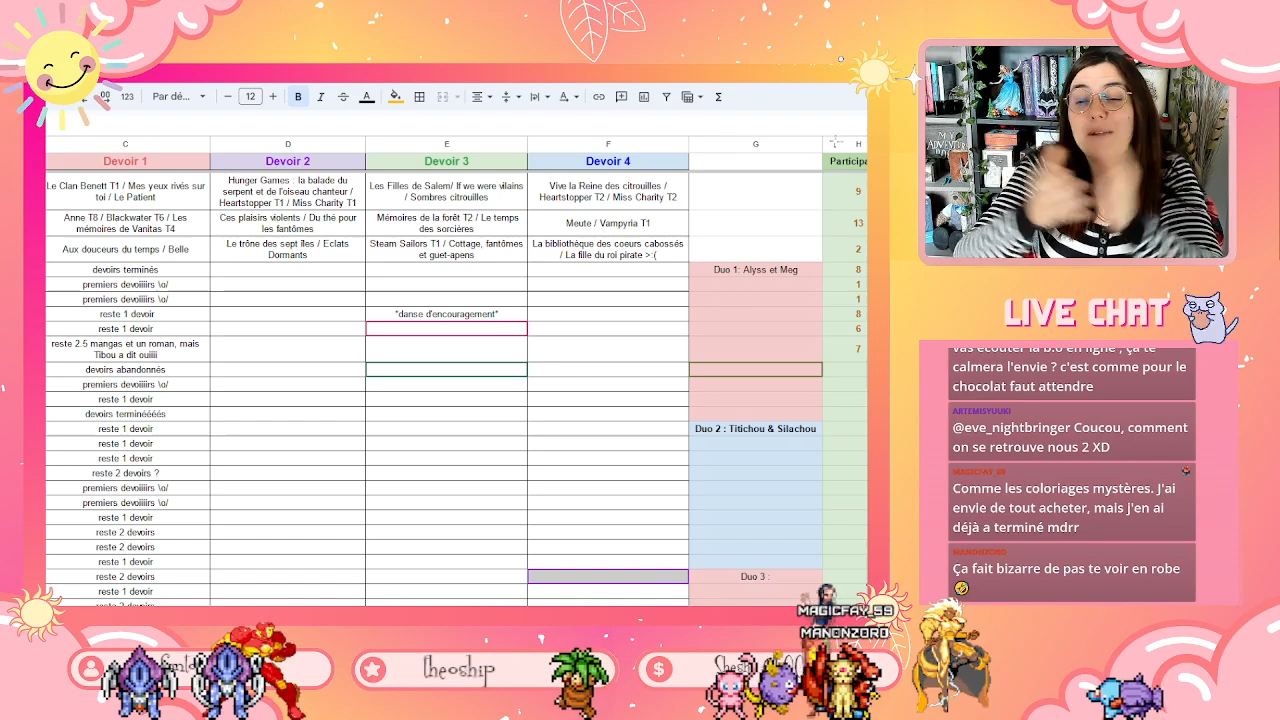 .00
123
Par dé...
12
B
I
A
Σ
C
D
E
F
G
H
Devoir 1
Devoir 2
Devoir 3
Devoir 4
Participa
Le Clan Benett T1 / Mes yeux rivés sur
toi / Le Patient
Hunger Games : la balade du
serpent et de l'oiseau chanteur /
Heartstopper T1 / Miss Charity T1
Les Filles de Salem/ If we were vilains
/ Sombres citrouilles
Vive la Reine des citrouilles /
Heartstopper T2 / Miss Charity T2
9
Anne T8 / Blackwater T6 / Les
mémoires de Vanitas T4
Ces plaisirs violents / Du thé pour
les fantômes
Mémoires de la forêt T2 / Le temps
des sorcières
Meute / Vampyria T1
13
Aux douceurs du temps / Belle
Le trône des sept îles / Eclats
Dormants
Steam Sailors T1 / Cottage, fantômes
et guet-apens
La bibliothèque des coeurs cabossés
/ La fille du roi pirate >:(
2
devoirs terminés
Duo 1: Alyss et Meg
8
premiers devoiiiirs \o/
1
premiers devoiiiirs \o/
1
reste 1 devoir
*danse d'encouragement*
8
reste 1 devoir
6
reste 2.5 mangas et un roman, mais
Tibou a dit ouiiii
7
devoirs abandonnés
premiers devoiiiirs \o/
reste 1 devoir
devoirs terminéééés
reste 1 devoir
Duo 2 : Titichou & Silachou
reste 1 devoir
reste 1 devoir
reste 2 devoirs ?
premiers devoiiiirs \o/
premiers devoiiiirs \o/
reste 1 devoir
reste 2 devoirs
reste 2 devoirs
reste 1 devoir
reste 2 devoirs
Duo 3 :
reste 1 devoir
reste 2 devoirs
MY
ADVENTURE
BOOK
LIVE CHAT
vas écouter la b.o en ligne , ça te
calmera l'envie ? c'est comme pour le
chocolat faut attendre
ARTEMISYUUKI
@eve_nightbringer Coucou, comment
on se retrouve nous 2 XD
MAGICFAY_59
Comme les coloriages mystères. J'ai
envie de tout acheter, mais j'en ai
déjà a terminé mdrr
MANONZORO
Ça fait bizarre de pas te voir en robe
MAGICFAY_59
MANONZORO
theoship
$